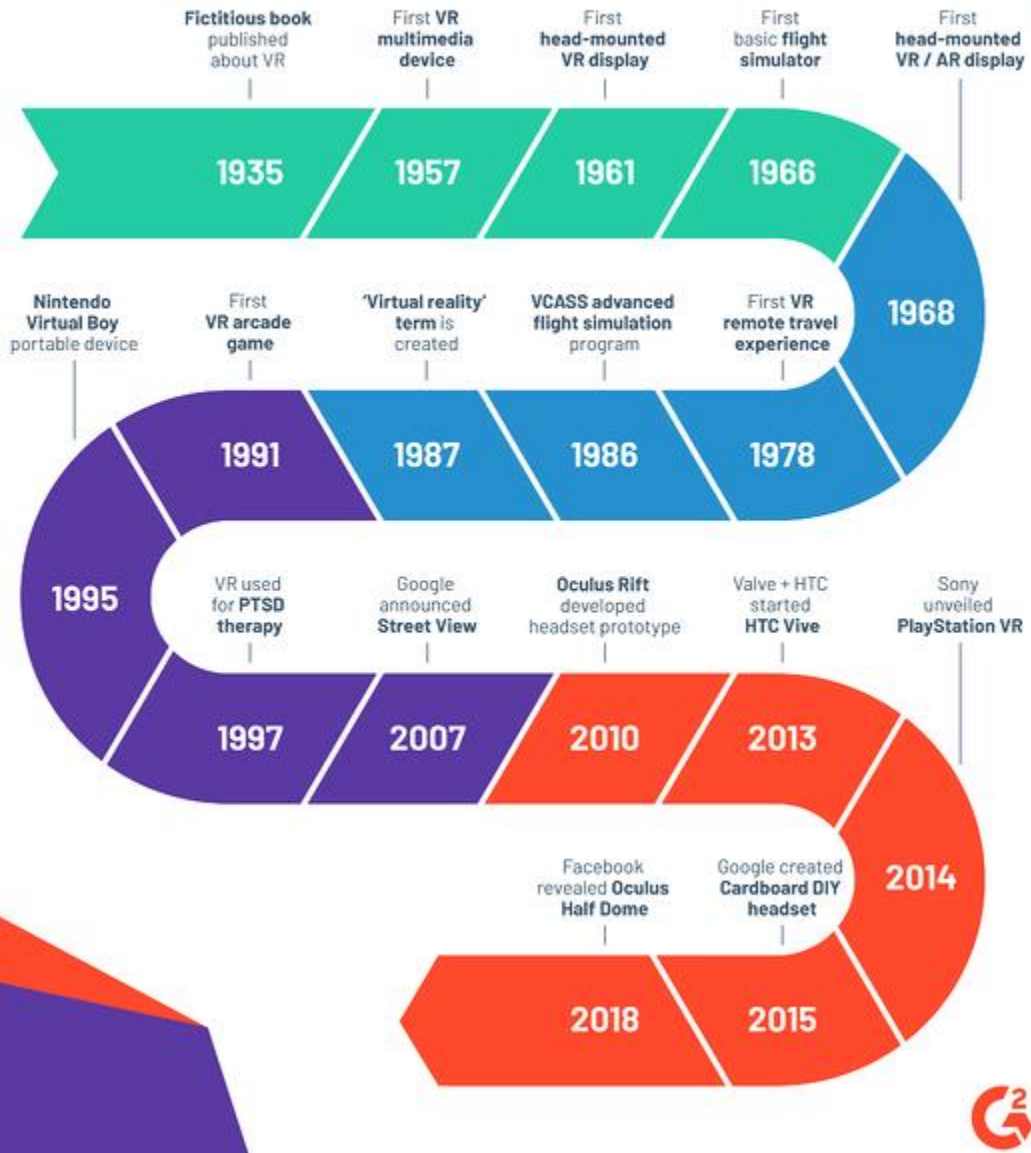 Fictitious book
published
about VR
First VR
multimedia
device
First
head-mounted
VR display
First
basic flight
simulator
First
head-mounted
VR / AR display
1935
1957
1961
1966
1968
Nintendo
Virtual Boy
portable device
First
VR arcade
game
'Virtual reality'
term is
created
VCASS advanced
flight simulation
program
First VR
remote travel
experience
1991
1987
1986
1978
1995
VR used
for PTSD
therapy
Google
announced
Street View
Oculus Rift
developed
headset prototype
Valve + HTC
started
HTC Vive
Sony
unveiled
PlayStation VR
1997
2007
2010
2013
2014
Facebook
revealed Oculus
Half Dome
Google created
Cardboard DIY
headset
2018
2015
G2